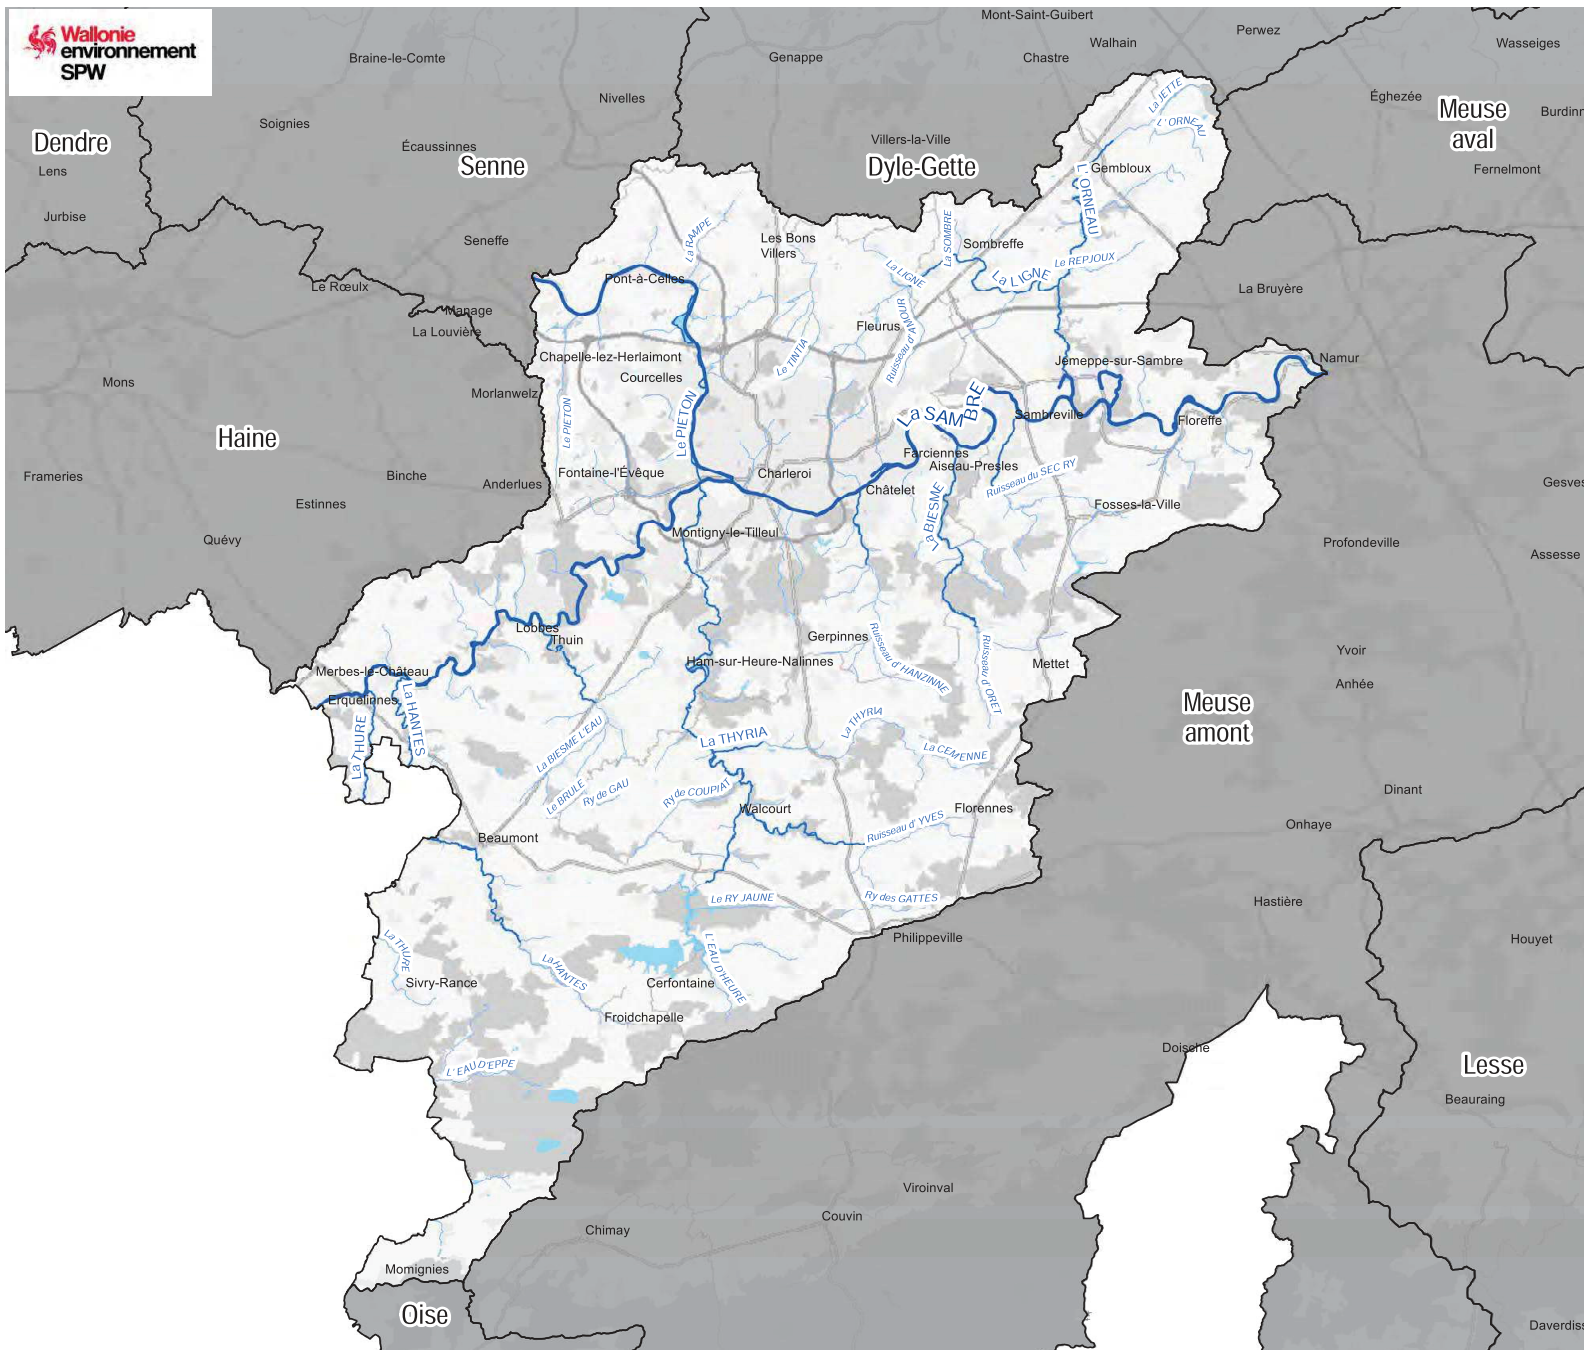 Wallonie
environnement
SPW
Mont-Saint-Guibert
Perwez
Walhain
Wasseiges
Braine-le-Comte
Genappe
Chastre
Nivelles
Éghezée
Meuse
aval
Burdinn
Soignies
Dendre
Écaussinnes
Senne
Villers-la-Ville
Dyle-Gette
La JETTE
L' ORNEAU
Gembloux
Fernelmont
Lens
Jurbise
Seneffe
La RAMPE
Les Bons
Villers
La SOMBRE
Sombreffe
L' ORNEAU
Le REPJOUX
La LIGNE
La LIGNE
Pont-à-Celles
Le Rœulx
Manage
La Louvière
La Bruyère
Fleurus
Ruisseau d' AMOUR
Le TINTIA
Chapelle-lez-Herlaimont
Courcelles
Jemeppe-sur-Sambre
Namur
Mons
Morlanwelz
Le PIETON
Le PIETON
La SAMBRE
Sambreville
Floreffe
Haine
Farciennes
Aiseau-Presles
Ruisseau du SEC RY
Frameries
Binche
Anderlues
Fontaine-l'Évêque
Charleroi
Châtelet
La BIESME
Gesves
Estinnes
Fosses-la-Ville
Quévy
Montigny-le-Tilleul
Profondeville
Assesse
Lobbes
Thuin
Gerpinnes
Ruisseau d' HANZINNE
Ruisseau d' ORET
Mettet
Yvoir
Ham-sur-Heure-Nalinnes
Merbes-le-Château
Anhée
Erquelinnes
La HANTES
La THURE
Meuse
amont
La THYRIA
La THYRIA
La CEMENNE
La BIESME L'EAU
Le BRULE
Ry de GAU
Ry de COUPIAT
Dinant
Walcourt
Florennes
Ruisseau d' YVES
Onhaye
Beaumont
Le RY JAUNE
Ry des GATTES
Hastière
Philippeville
Houyet
La THURE
Sivry-Rance
La HANTES
L' EAU D'HEURE
Cerfontaine
Froidchapelle
Doische
L' EAU D'EPPE
Lesse
Beauraing
Viroinval
Couvin
Chimay
Momignies
Oise
Daverdiss